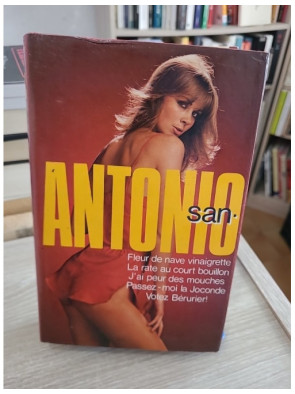 ANTONIO
san-
Fleur de nave vinaigrette
La rate au court bouillon
J'ai peur des mouches
Passez-moi la Joconde
Votez Bérurier!